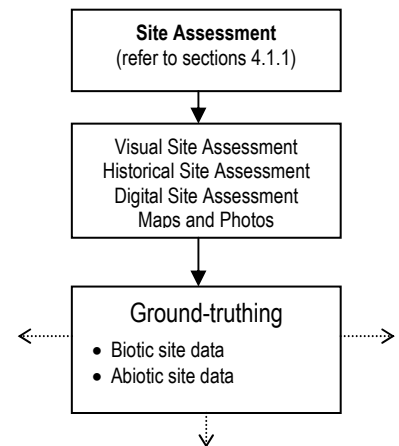 Site Assessment
(refer to sections 4.1.1)
Visual Site Assessment
Historical Site Assessment
Digital Site Assessment
Maps and Photos
Ground-truthing
• Biotic site data
• Abiotic site data